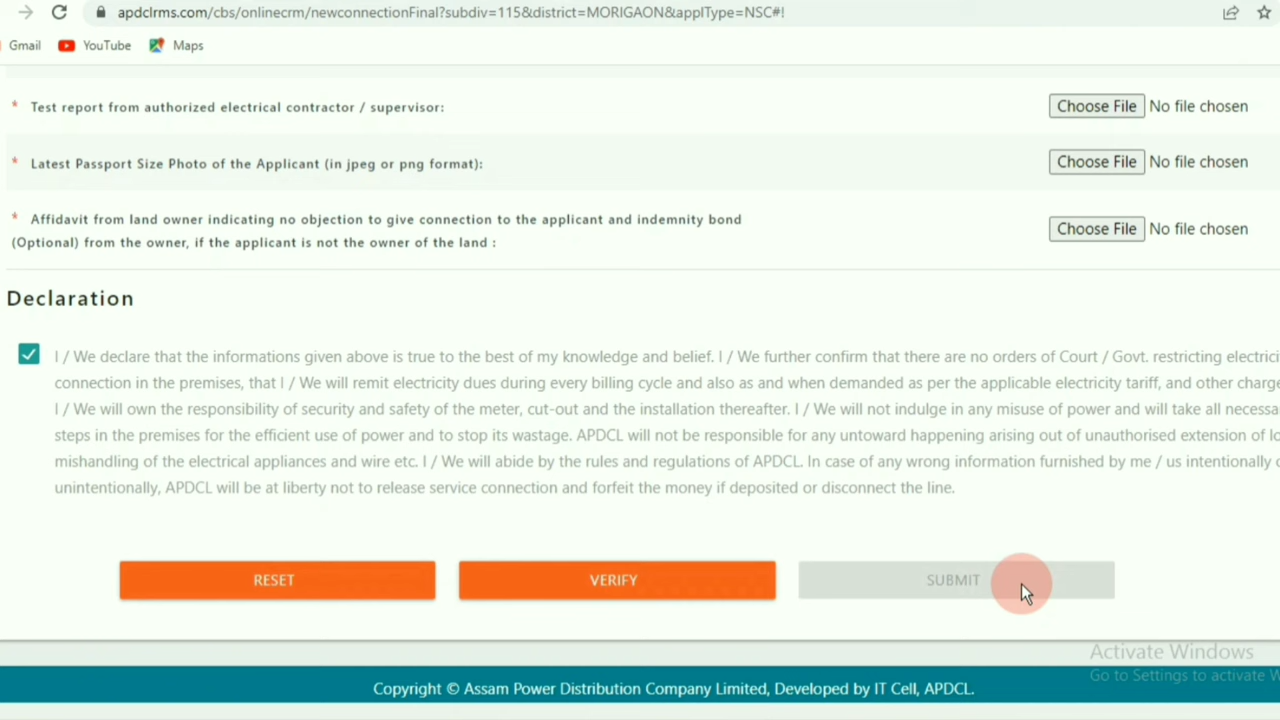 apdclrms.com/cbs/onlinecrm/newconnectionFinal?subdiv=115&district=MORIGAON&applType=NSC#!
Gmail YouTube Maps
* Test report from authorized electrical contractor / supervisor: Choose File No file chosen
* Latest Passport Size Photo of the Applicant (in jpeg or png format): Choose File No file chosen
* Affidavit from land owner indicating no objection to give connection to the applicant and indemnity bond
(Optional) from the owner, if the applicant is not the owner of the land : Choose File No file chosen
Declaration
I / We declare that the informations given above is true to the best of my knowledge and belief. I / We further confirm that there are no orders of Court / Govt. restricting electrici
connection in the premises, that I / We will remit electricity dues during every billing cycle and also as and when demanded as per the applicable electricity tariff, and other charge
I / We will own the responsibility of security and safety of the meter, cut-out and the installation thereafter. I / We will not indulge in any misuse of power and will take all necessa
steps in the premises for the efficient use of power and to stop its wastage. APDCL will not be responsible for any untoward happening arising out of unauthorised extension of lo
mishandling of the electrical appliances and wire etc. I / We will abide by the rules and regulations of APDCL. In case of any wrong information furnished by me / us intentionally
unintentionally, APDCL will be at liberty not to release service connection and forfeit the money if deposited or disconnect the line.
RESET VERIFY SUBMIT
Activate Windows
Go to Settings to activate W
Copyright © Assam Power Distribution Company Limited, Developed by IT Cell, APDCL.